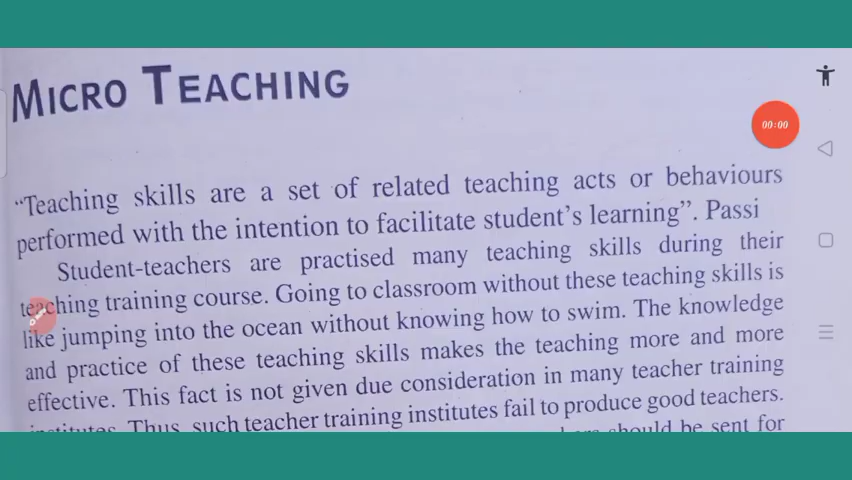 MICRO TEACHING
00:00
"Teaching skills are a set of related teaching acts or behaviours
performed with the intention to facilitate student's learning". Passi
Student-teachers are practised many teaching skills during their
teaching training course. Going to classroom without these teaching skills is
like jumping into the ocean without knowing how to swim. The knowledge
and practice of these teaching skills makes the teaching more and more
effective. This fact is not given due consideration in many teacher training
institutes. Thus, such teacher training institutes fail to produce good teachers.
should be sent for